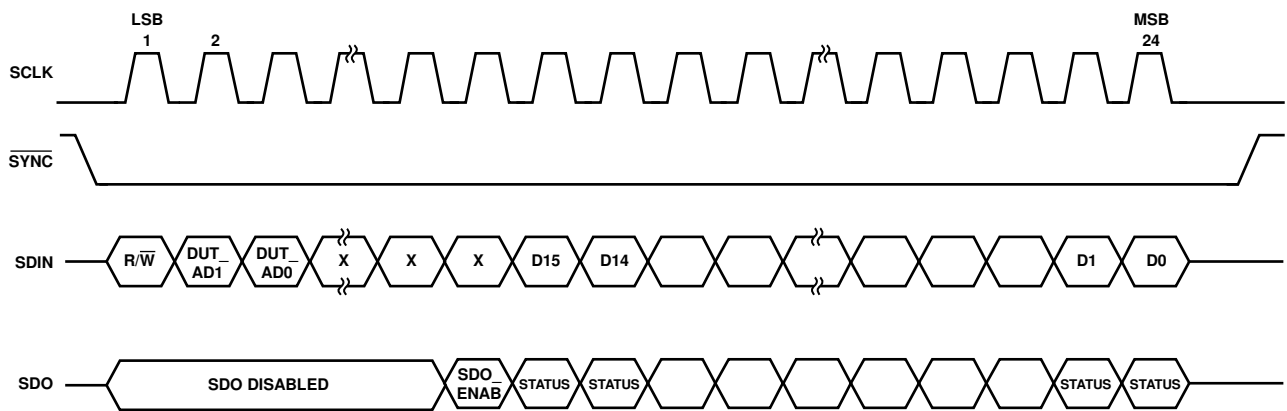 LSB MSB
1 2 24
SCLK
SYNC
SDIN R/W DUT_ DUT_ X X X D15 D14 D1 D0
AD1 AD0
SDO SDO DISABLED SDO_ STATUS STATUS STATUS STATUS
ENAB